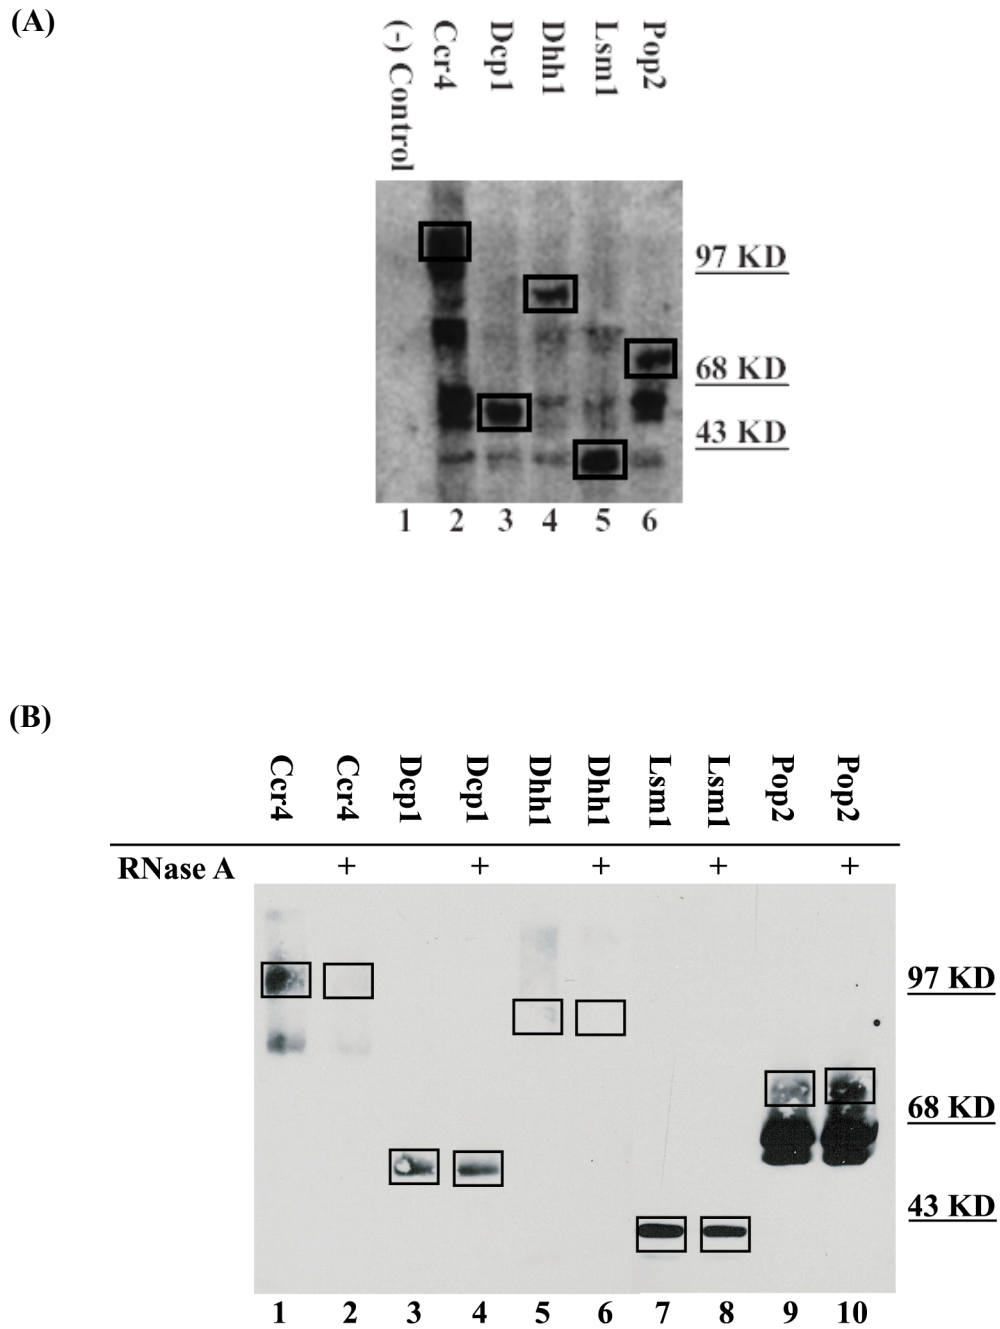 (A)
(-) Control Ccr4 Dcp1 Dhh1 Lsm1 Pop2
97 KD
68 KD
43 KD
1 2 3 4 5 6
(B)
Ccr4 Ccr4 Dcp1 Dcp1 Dhh1 Dhh1 Lsm1 Lsm1 Pop2 Pop2
RNase A + + + + +
97 KD
68 KD
43 KD
1 2 3 4 5 6 7 8 9 10